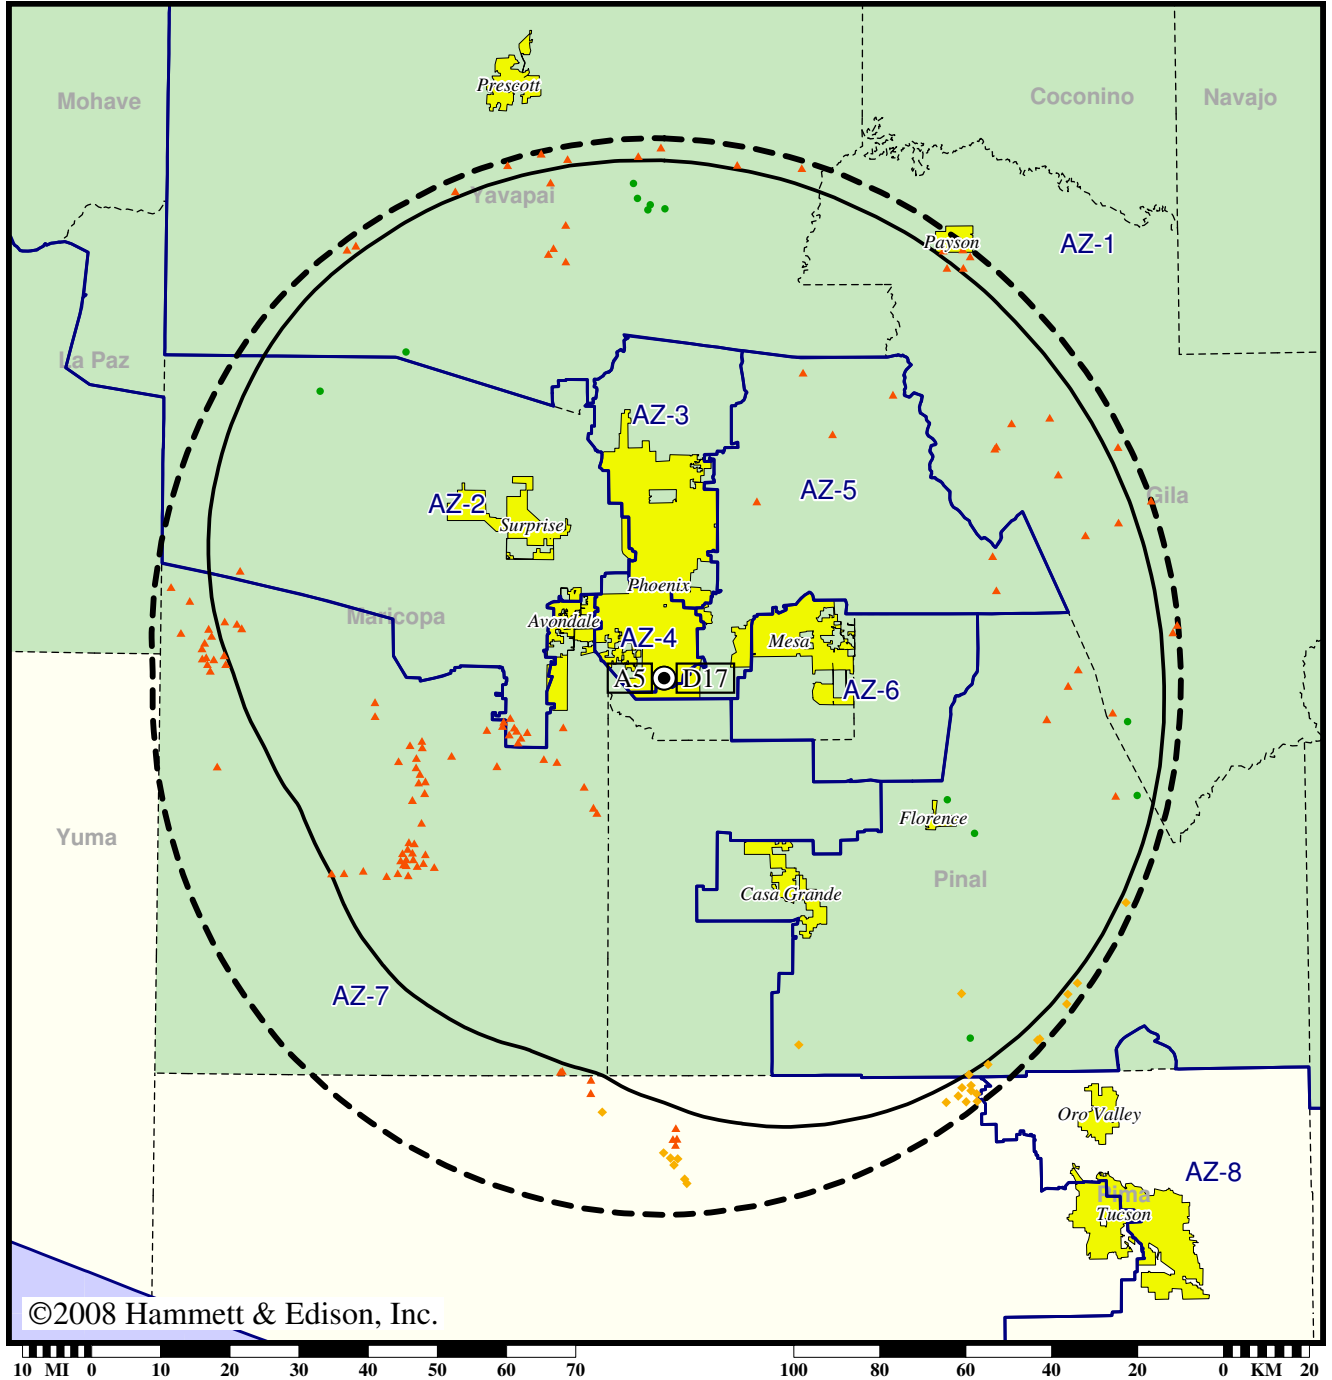 Prescott
Mohave
Coconino
Navajo
Yavapai
Payson
AZ-1
La Paz
AZ-3
AZ-2
AZ-5
Gila
Surprise
Phoenix
Maricopa
Avondale
AZ-4
Mesa
A5
D17
AZ-6
Yuma
Florence
Pinal
Casa Grande
AZ-7
Oro Valley
AZ-8
Pima
Tucson
©2008 Hammett & Edison, Inc.
10 MI 0 10 20 30 40 50 60 70 100 80 60 40 20 0 KM 20